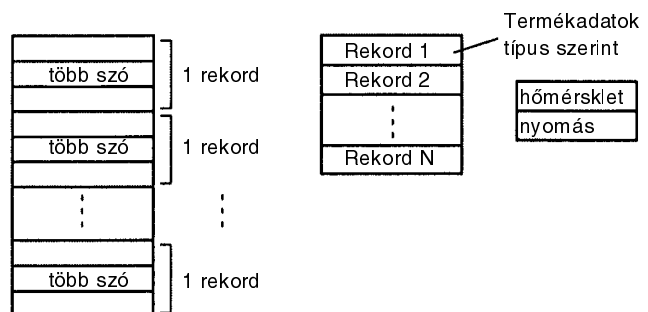 több szó
1 rekord
több szó
1 rekord
több szó
1 rekord
Rekord 1
Rekord 2
Rekord N
Termékadatok
típus szerint
hőmérsklet
nyomás